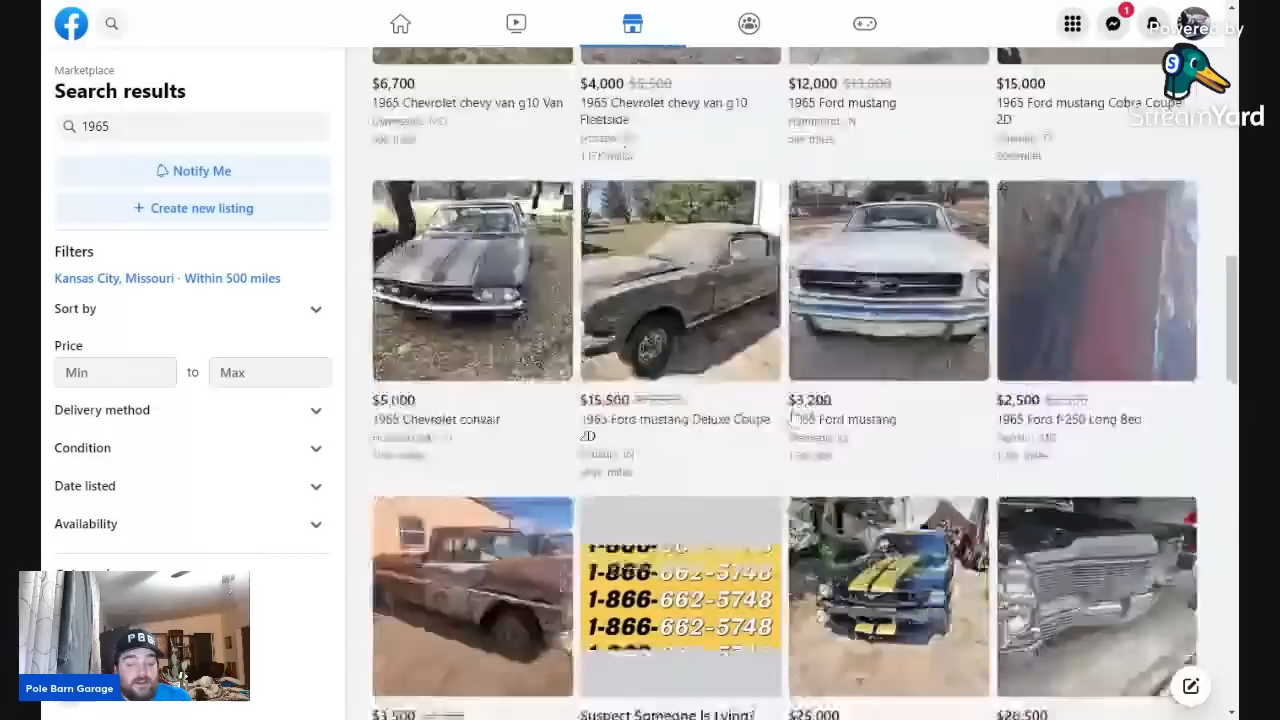 1
Powered by
S
StreamYard
Marketplace
Search results
1965
Notify Me
+ Create new listing
Filters
Kansas City, Missouri · Within 500 miles
Sort by
Price
Min to Max
Delivery method
Condition
Date listed
Availability
$6,700
1965 Chevrolet chevy van g10 Van
$4,000 $5,500
1965 Chevrolet chevy van g10
Fleetside
$12,000 $13,000
1965 Ford mustang
$15,000
1965 Ford mustang Cobra Coupe
2D
$5,000
1965 Chevrolet corvair
$15,500
1965 Ford mustang Deluxe Coupe
2D
$3,200
1965 Ford mustang
$2,500
1965 Ford f-250 Long Bed
1-866-662-5748
1-866-662-5748
1-866-662-5748
$3,500
Suspect Someone Is Lying?
$25,000
$28,500
PBG
Pole Barn Garage